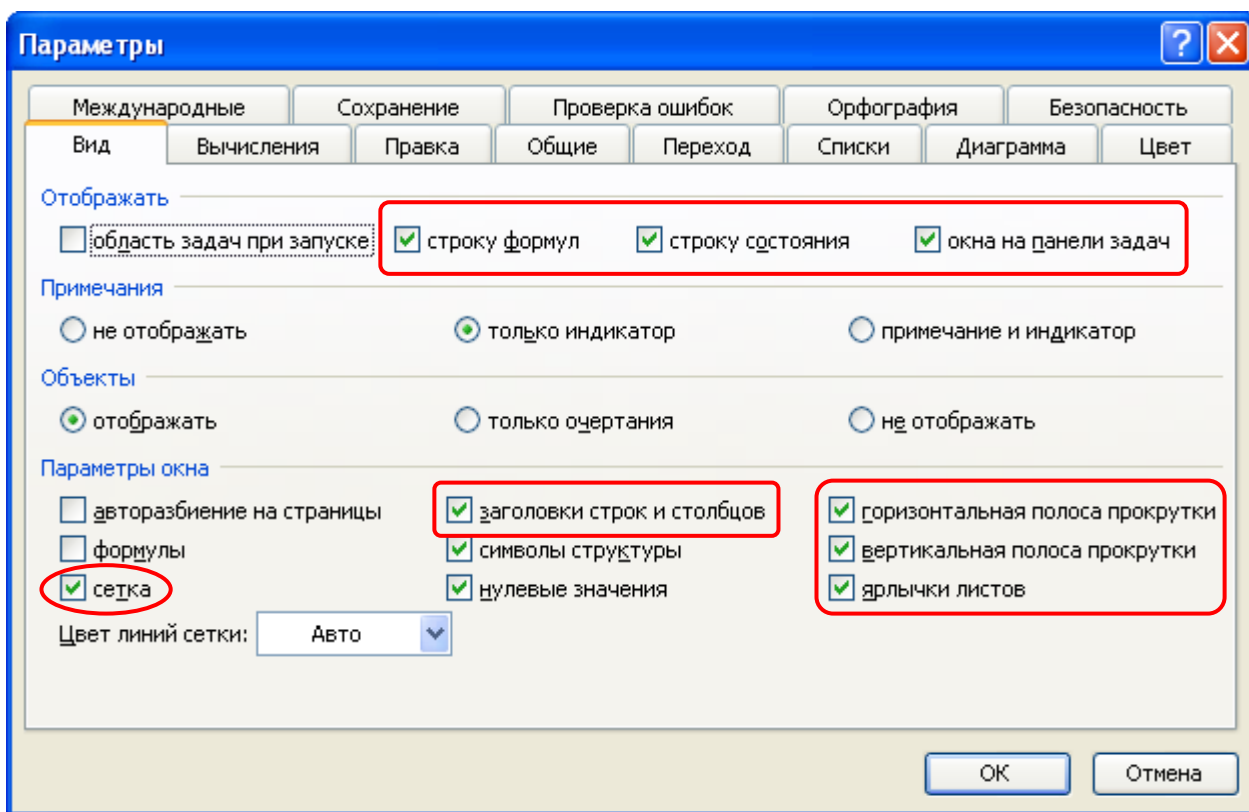 Параметры
Международные Сохранение Проверка ошибок Орфография Безопасность
Вид Вычисления Правка Общие Переход Списки Диаграмма Цвет
Отображать
область задач при запуске строку формул строку состояния окна на панели задач
Примечания
не отображать только индикатор примечание и индикатор
Объекты
отображать только очертания не отображать
Параметры окна
авторазбиение на страницы заголовки строк и столбцов горизонтальная полоса прокрутки
формулы символы структуры вертикальная полоса прокрутки
сетка нулевые значения ярлычки листов
Цвет линий сетки: Авто
ОК Отмена